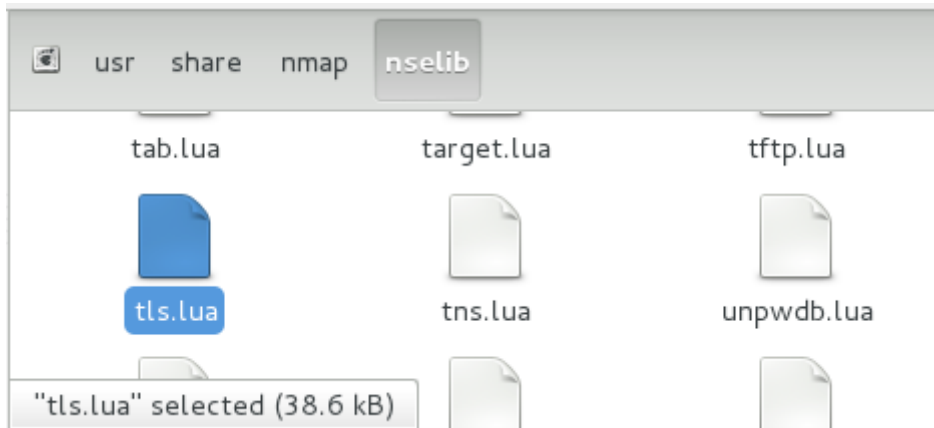 usr share nmap nselib
tab.lua target.lua tftp.lua
tls.lua tns.lua unpwdb.lua
"tls.lua" selected (38.6 kB)